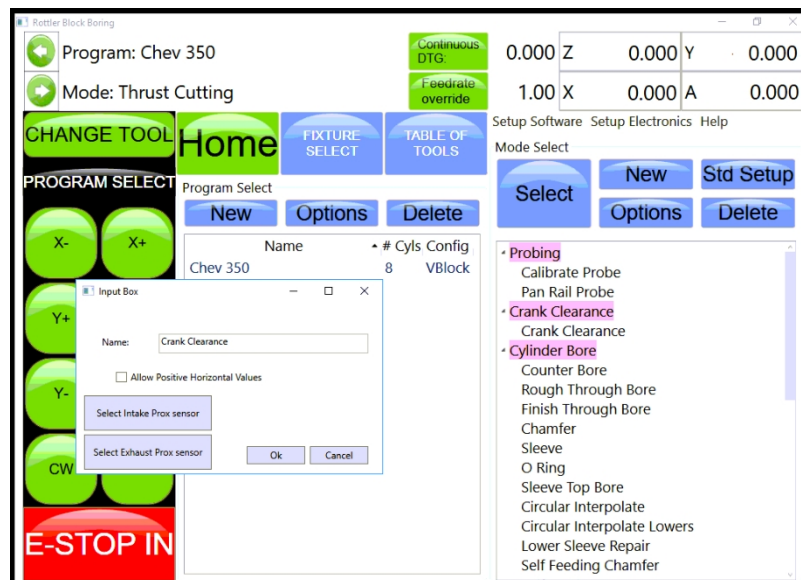 Rottler Block Boring
Program: Chev 350
Continuous DTG:
0.000 Z 0.000 Y 0.000
Mode: Thrust Cutting
Feedrate override
1.00 X 0.000 A 0.000
CHANGE TOOL
Home
FIXTURE SELECT
TABLE OF TOOLS
Setup Software Setup Electronics Help
Mode Select
PROGRAM SELECT
Program Select
Select
New
Std Setup
New
Options
Delete
Options
Delete
X-
X+
Name # Cyls Config
Chev 350 8 VBlock
Probing
Calibrate Probe
Pan Rail Probe
Crank Clearance
Crank Clearance
Cylinder Bore
Counter Bore
Rough Through Bore
Finish Through Bore
Chamfer
Sleeve
O Ring
Sleeve Top Bore
Circular Interpolate
Circular Interpolate Lowers
Lower Sleeve Repair
Self Feeding Chamfer
Input Box
Name: Crank Clearance
Allow Positive Horizontal Values
Select Intake Prox sensor
Select Exhaust Prox sensor
Ok
Cancel
Y+
Y-
CW
E-STOP IN